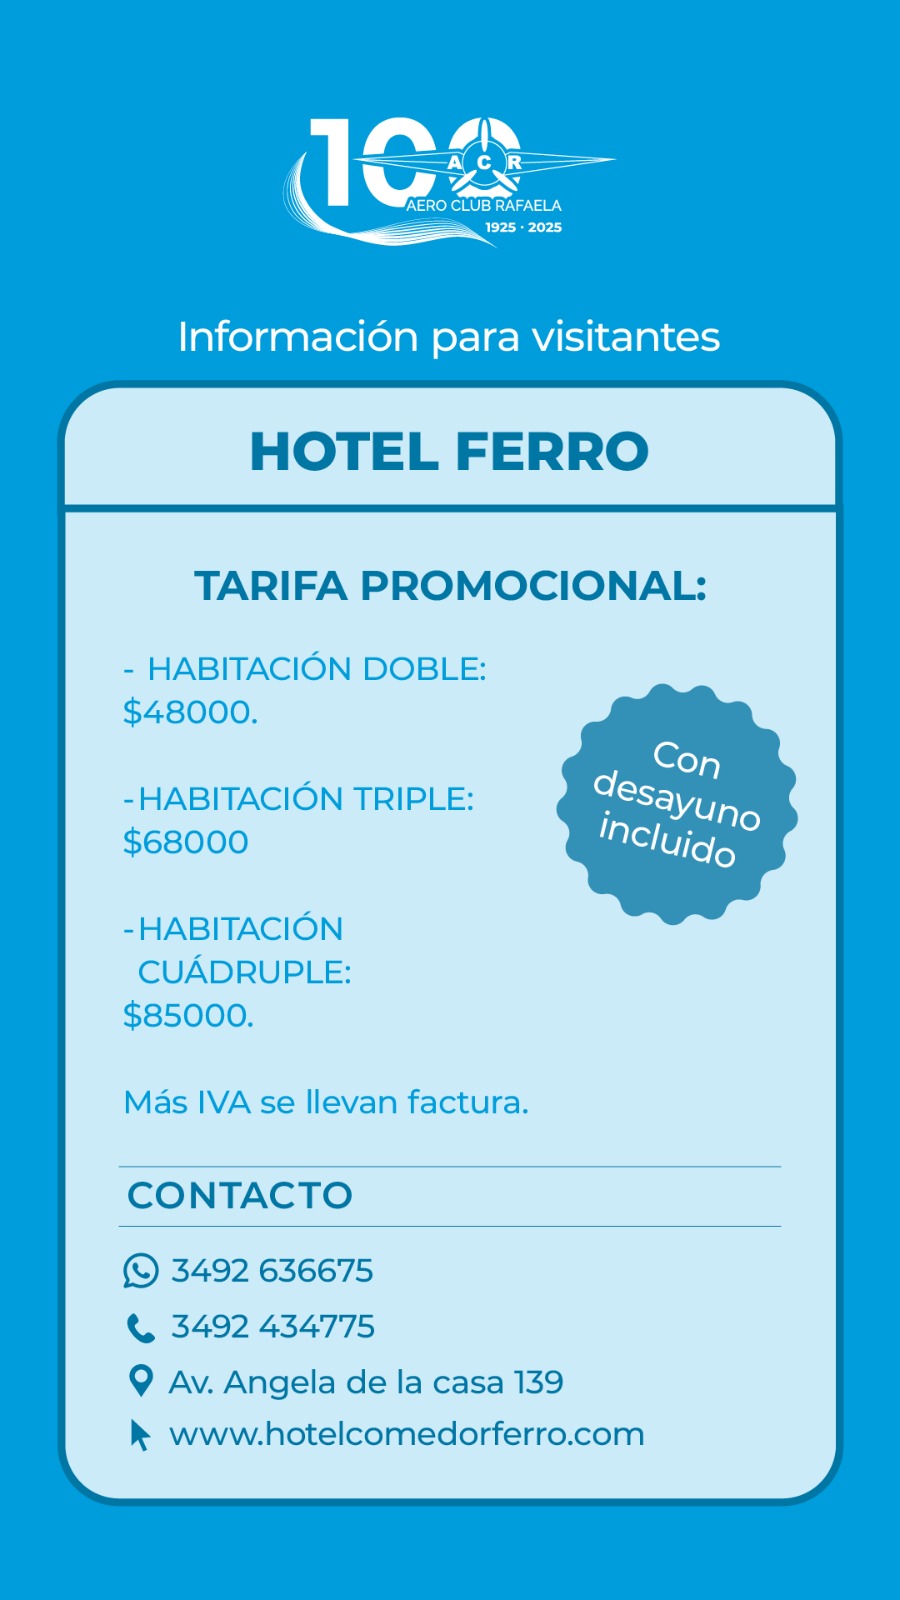 100
A C R
AERO CLUB RAFAELA
1925 · 2025
Información para visitantes
HOTEL FERRO
TARIFA PROMOCIONAL:
- HABITACIÓN DOBLE:
$48000.
-HABITACIÓN TRIPLE:
$68000
-HABITACIÓN
CUÁDRUPLE:
$85000.
Con
desayuno
incluido
Más IVA se llevan factura.
CONTACTO
3492 636675
3492 434775
Av. Angela de la casa 139
www.hotelcomedorferro.com